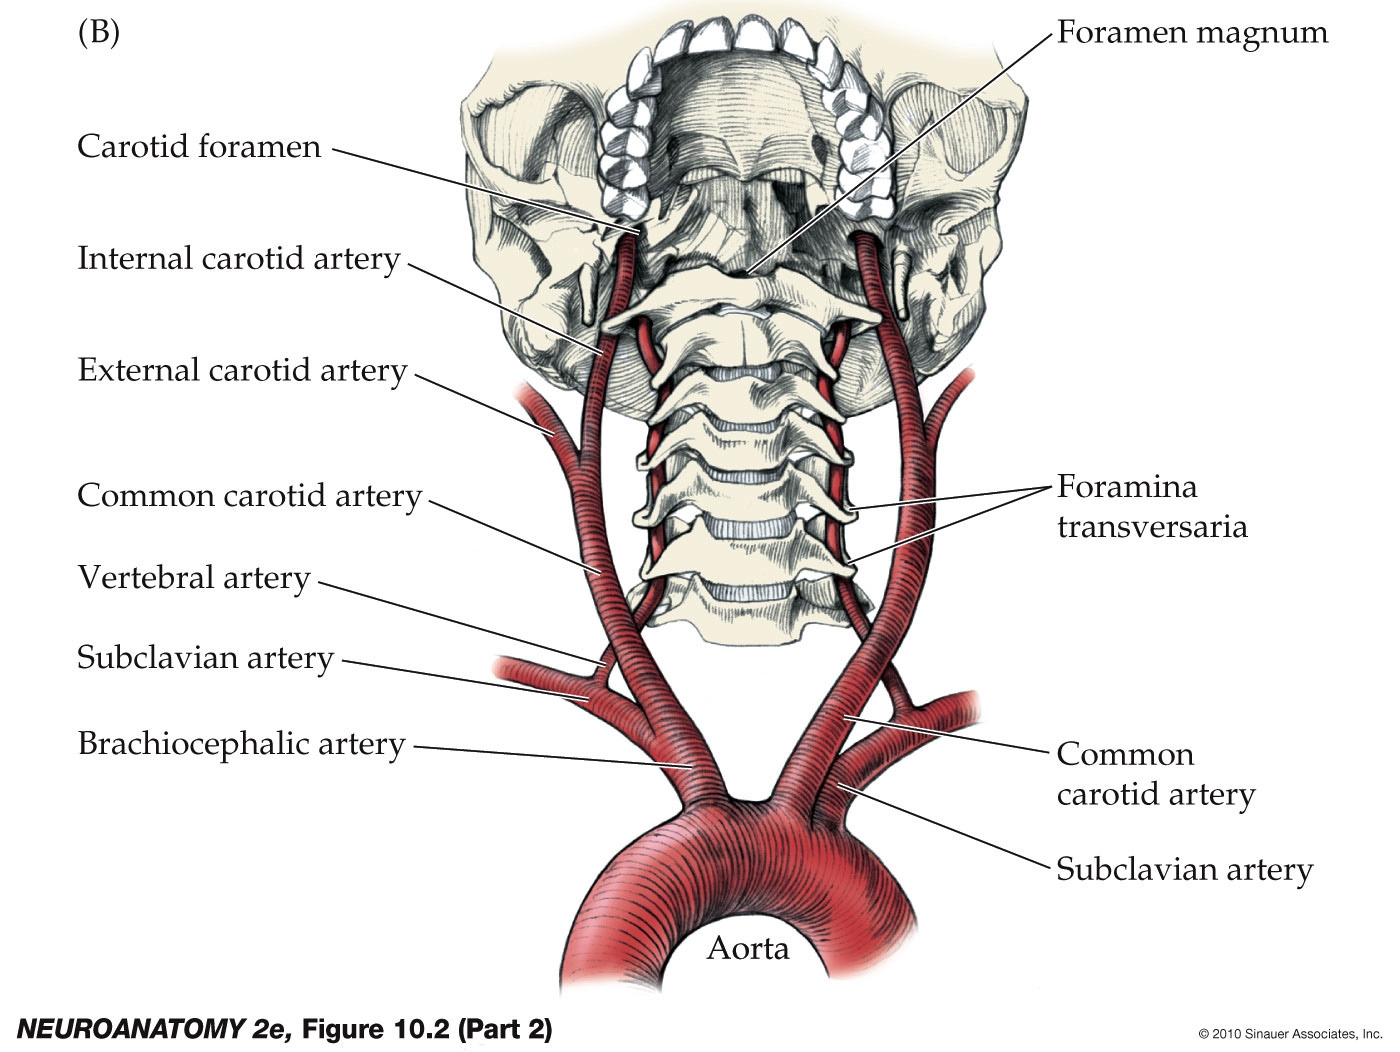 (B)
Foramen magnum
Carotid foramen
Internal carotid artery
External carotid artery
Common carotid artery
Foramina
transversaria
Vertebral artery
Subclavian artery
Brachiocephalic artery
Common
carotid artery
Subclavian artery
Aorta
NEUROANATOMY 2e, Figure 10.2 (Part 2)
© 2010 Sinauer Associates, Inc.